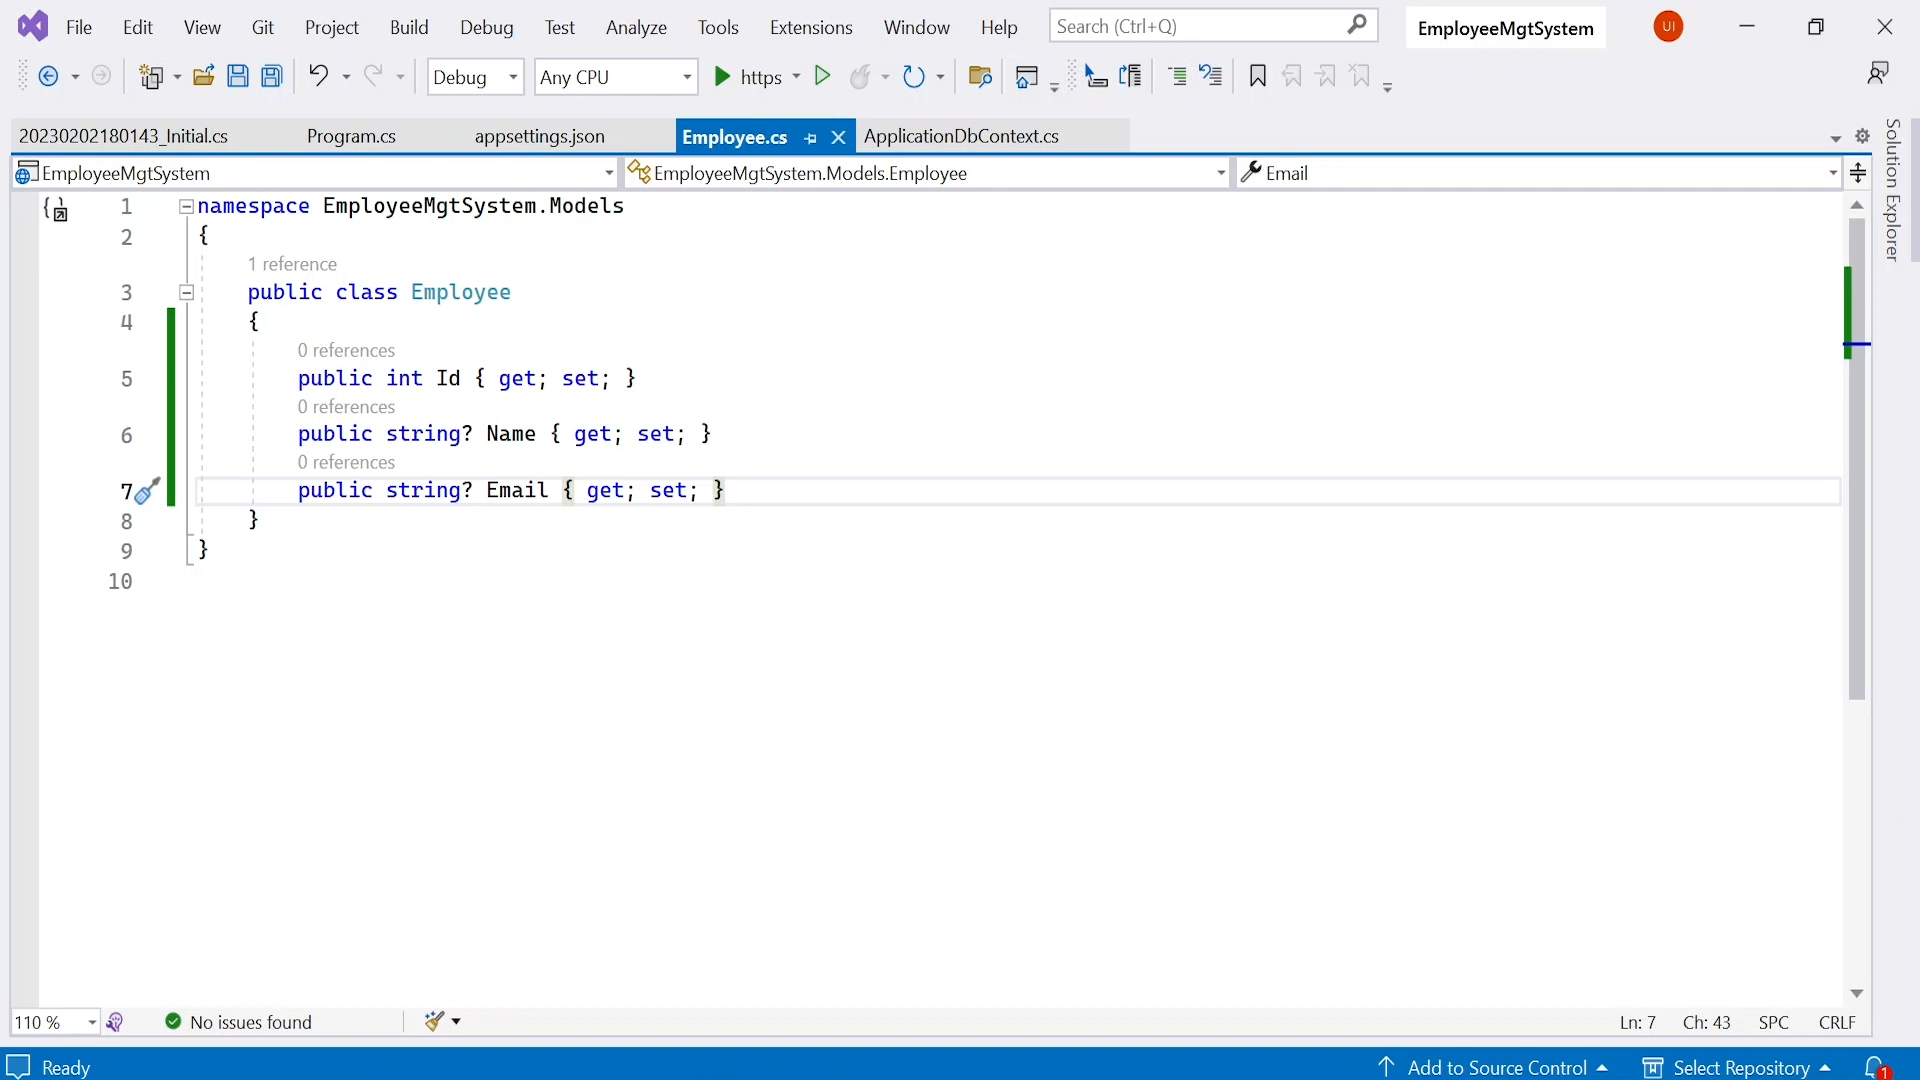 File Edit View Git Project Build Debug Test Analyze Tools Extensions Window Help Search (Ctrl+Q) EmployeeMgtSystem UI
Debug Any CPU https
20230202180143_Initial.cs Program.cs appsettings.json Employee.cs ApplicationDbContext.cs
EmployeeMgtSystem EmployeeMgtSystem.Models.Employee Email
Solution Explorer
1 namespace EmployeeMgtSystem.Models
2 {
1 reference
3 public class Employee
4 {
0 references
5 public int Id { get; set; }
0 references
6 public string? Name { get; set; }
0 references
7 public string? Email { get; set; }
8 }
9 }
10
110 % No issues found Ln: 7 Ch: 43 SPC CRLF
Ready Add to Source Control Select Repository 1